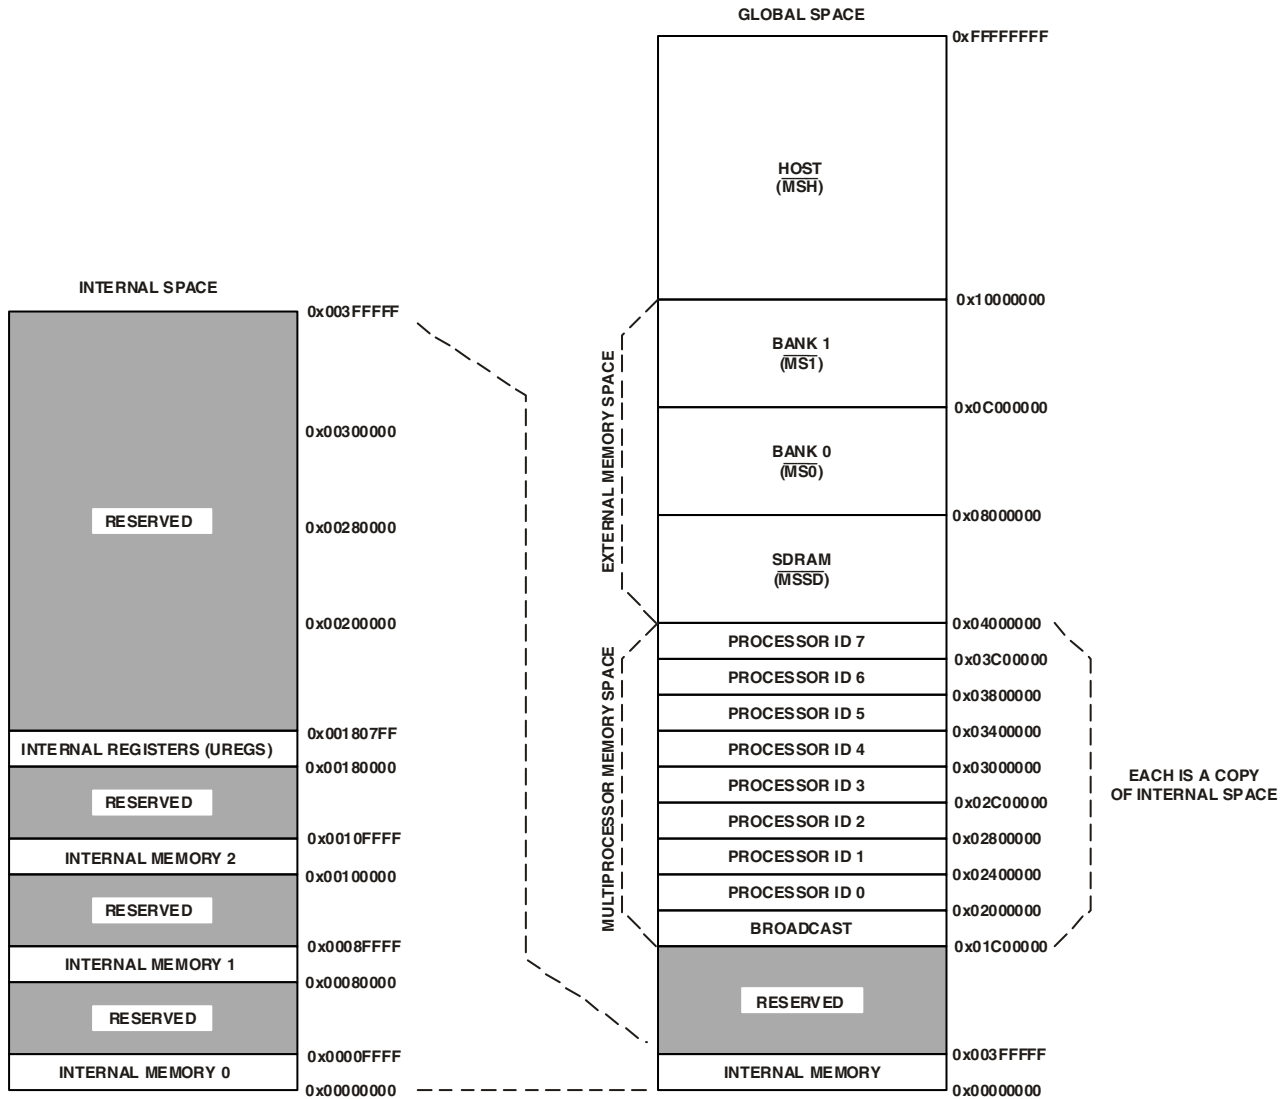 GLOBAL SPACE
0xFFFFFFFF
HOST
(MSH)
INTERNAL SPACE
0x003FFFFF
0x10000000
BANK 1
(MS1)
EXTERNAL MEMORY SPACE
0x0C000000
0x00300000
BANK 0
(MS0)
RESERVED
0x00280000
0x08000000
SDRAM
(MSSD)
0x00200000
0x04000000
PROCESSOR ID 7
MULTIPROCESSOR MEMORY SPACE
0x03C00000
PROCESSOR ID 6
0x03800000
PROCESSOR ID 5
0x001807FF
0x03400000
INTERNAL REGISTERS (UREGS)
PROCESSOR ID 4
0x00180000
0x03000000
RESERVED
PROCESSOR ID 3
EACH IS A COPY
OF INTERNAL SPACE
0x02C00000
PROCESSOR ID 2
0x0010FFFF
0x02800000
INTERNAL MEMORY 2
PROCESSOR ID 1
0x00100000
0x02400000
PROCESSOR ID 0
RESERVED
0x02000000
BROADCAST
0x0008FFFF
0x01C00000
INTERNAL MEMORY 1
0x00080000
RESERVED
RESERVED
0x0000FFFF
0x003FFFFF
INTERNAL MEMORY 0
INTERNAL MEMORY
0x00000000
0x00000000